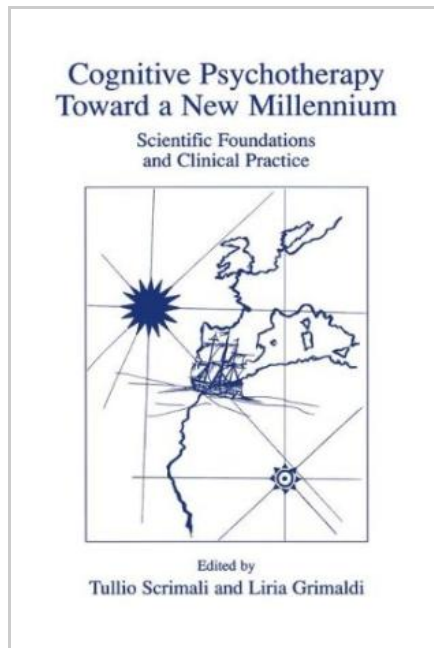 Cognitive Psychotherapy
Toward a New Millennium
Scientific Foundations
and Clinical Practice
Edited by
Tullio Scrimali and Liria Grimaldi